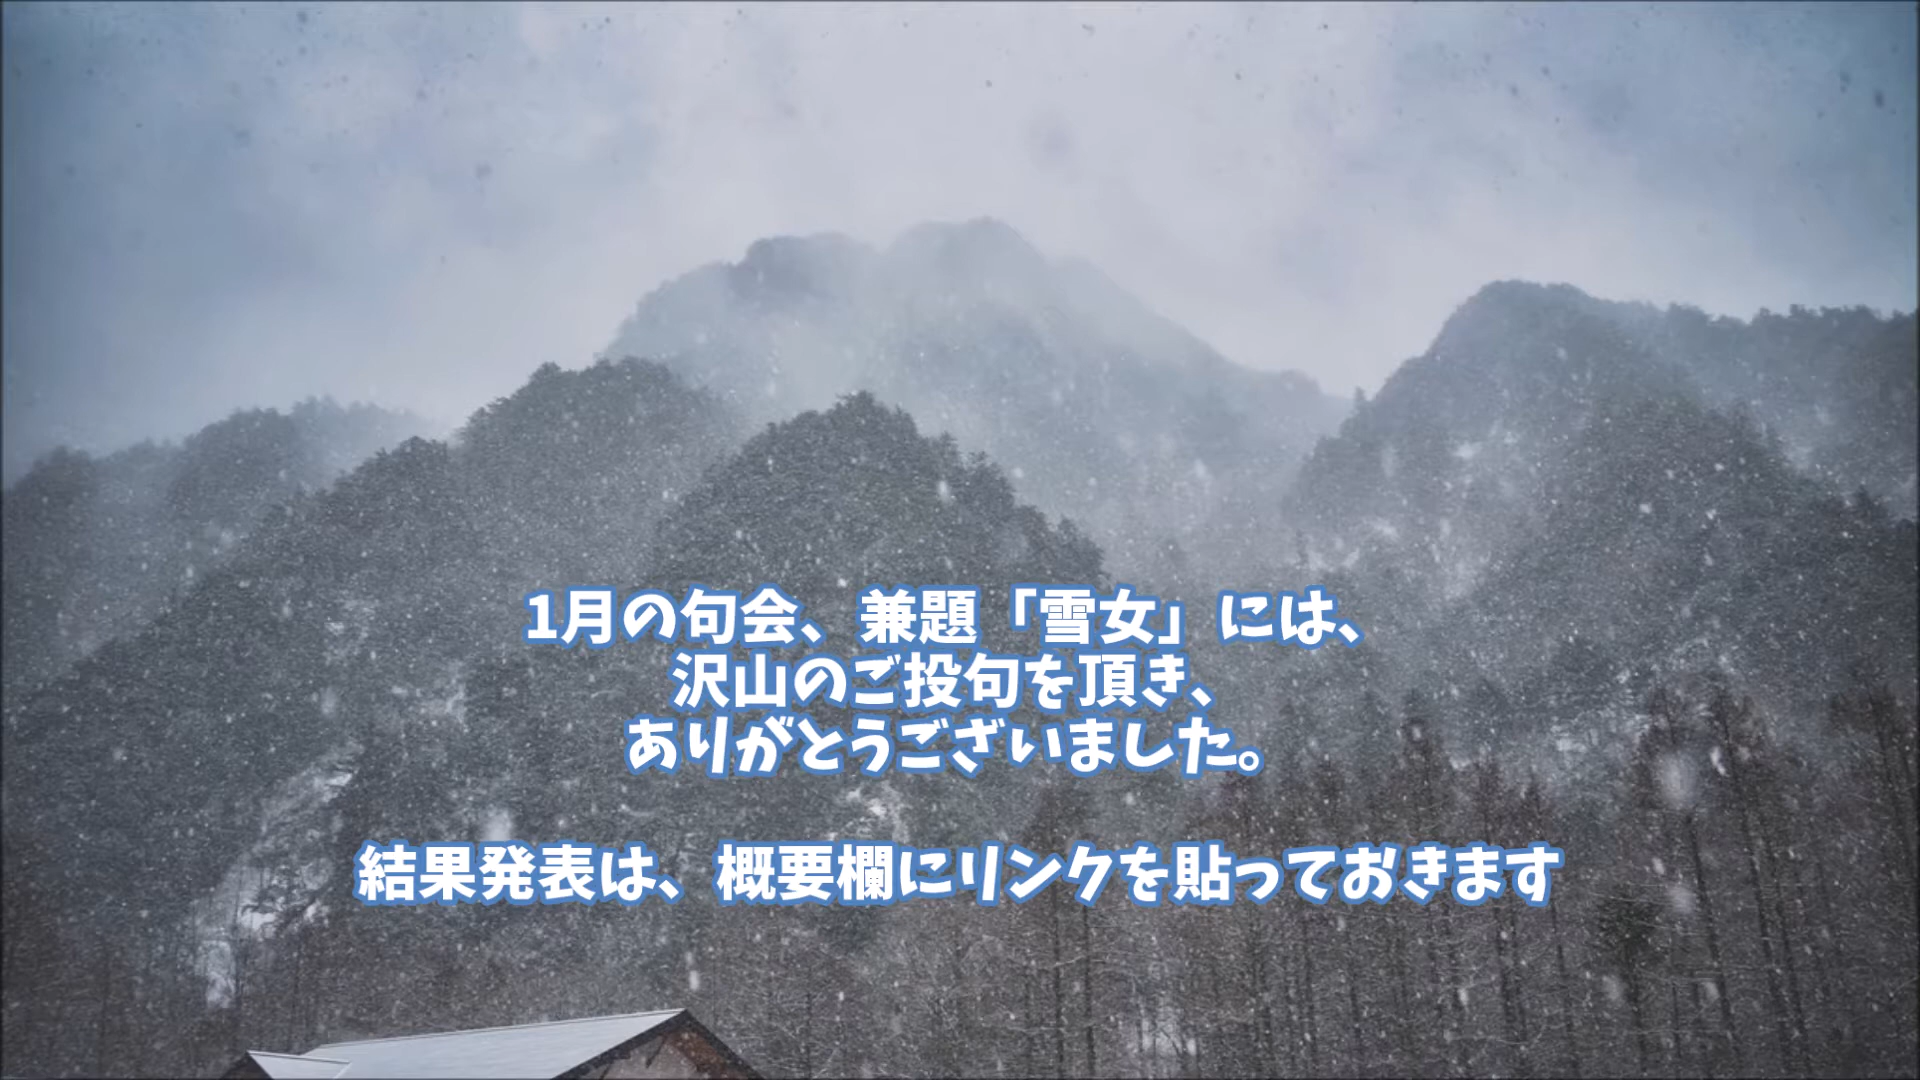 1月の句会、兼題「雪女」には、
沢山のご投句を頂き、
ありがとうございました。
結果発表は、概要欄にリンクを貼っておきます